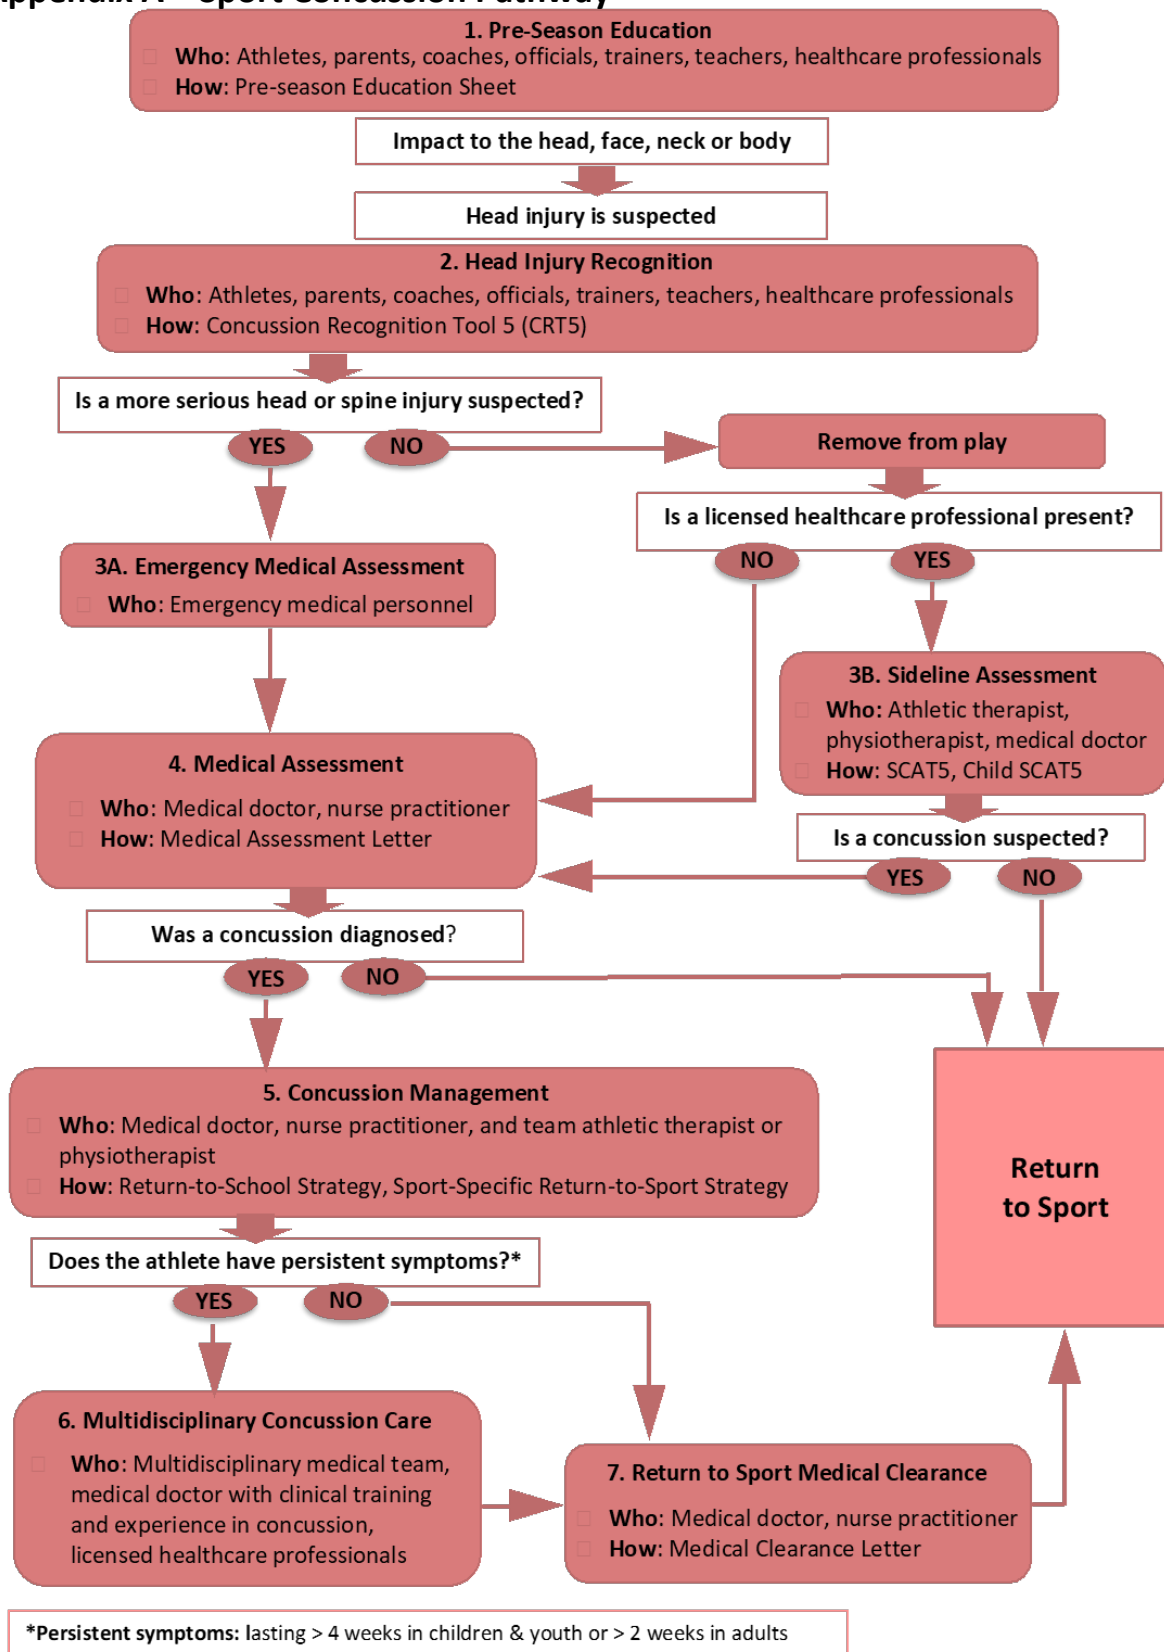 Appendix A – Sport Concussion Pathway
1. Pre-Season Education
Who: Athletes, parents, coaches, officials, trainers, teachers, healthcare professionals
How: Pre-season Education Sheet
Impact to the head, face, neck or body
Head injury is suspected
2. Head Injury Recognition
Who: Athletes, parents, coaches, officials, trainers, teachers, healthcare professionals
How: Concussion Recognition Tool 5 (CRT5)
Is a more serious head or spine injury suspected?
YES
NO
Remove from play
Is a licensed healthcare professional present?
NO
YES
3A. Emergency Medical Assessment
Who: Emergency medical personnel
3B. Sideline Assessment
Who: Athletic therapist,
physiotherapist, medical doctor
How: SCAT5, Child SCAT5
4. Medical Assessment
Who: Medical doctor, nurse practitioner
How: Medical Assessment Letter
Is a concussion suspected?
YES
NO
Was a concussion diagnosed?
YES
NO
5. Concussion Management
Who: Medical doctor, nurse practitioner, and team athletic therapist or
physiotherapist
How: Return-to-School Strategy, Sport-Specific Return-to-Sport Strategy
Return
to Sport
Does the athlete have persistent symptoms?*
YES
NO
6. Multidisciplinary Concussion Care
Who: Multidisciplinary medical team,
medical doctor with clinical training
and experience in concussion,
licensed healthcare professionals
7. Return to Sport Medical Clearance
Who: Medical doctor, nurse practitioner
How: Medical Clearance Letter
*Persistent symptoms: lasting > 4 weeks in children & youth or > 2 weeks in adults